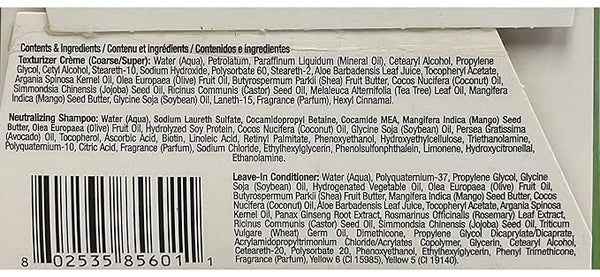 Contents & Ingredients / Contenu et ingrédients / Contenidos e ingredientes
Texturizer Crème (Coarse/Super): Water (Aqua), Petrolatum, Paraffinum Liquidum (Mineral Oil), Cetearyl Alcohol, Propylene
Glycol, Cetyl Alcohol, Steareth-10, Sodium Hydroxide, Polysorbate 60, Steareth-2, Aloe Barbadensis Leaf Juice, Tocopheryl Acetate,
Argania Spinosa Kernel Oil, Olea Europaea (Olive) Fruit Oil, Butyrospermum Parkii (Shea) Fruit Butter, Cocos Nucifera (Coconut) Oil,
Simmondsia Chinensis (Jojoba) Seed Oil, Ricinus Communis (Castor) Seed Oil, Melaleuca Alternifolia (Tea Tree) Leaf Oil, Mangifera
Indica (Mango) Seed Butter, Glycine Soja (Soybean) Oil, Laneth-15, Fragrance (Parfum), Hexyl Cinnamal.
Neutralizing Shampoo: Water (Aqua), Sodium Laureth Sulfate, Cocamidopropyl Betaine, Cocamide MEA, Mangifera Indica (Mango) Seed
Butter, Olea Europaea (Olive) Fruit Oil, Hydrolyzed Soy Protein, Cocos Nucifera (Coconut) Oil, Glycine Soja (Soybean) Oil, Persea Gratissima
(Avocado) Oil, Tocopherol, Ascorbic Acid, Biotin, Linoleic Acid, Retinyl Palmitate, Phenoxyethanol, Hydroxyethylcellulose, Triethanolamine,
Polyquaternium-10, Citric Acid, Fragrance (Parfum), Sodium Chloride, Ethylhexylglycerin, Phenolsulfonphthalein, Limonene, Hydroxycitronellal,
Ethanolamine.
Leave-In Conditioner: Water (Aqua), Polyquaternium-37, Propylene Glycol, Glycine
Soja (Soybean) Oil, Hydrogenated Vegetable Oil, Olea Europaea (Olive) Fruit Oil,
Butyrospermum Parkii (Shea) Fruit Butter, Mangifera Indica (Mango) Seed Butter, Cocos
Nucifera (Coconut) Oil, Aloe Barbadensis Leaf Juice, Tocopheryl Acetate, Argania Spinosa
Kernel Oil, Panax Ginseng Root Extract, Rosmarinus Officinalis (Rosemary) Leaf Extract,
Ricinus Communis (Castor) Seed Oil, Simmondsia Chinensis (Jojoba) Seed Oil, Triticum
Vulgare (Wheat) Germ Oil, Dimethicone, Propylene Glycol Dicaprylate/Dicaprate,
Acrylamidopropyltrimonium Chloride/Acrylates Copolymer, Glycerin, Cetearyl Alcohol,
Ceteareth-20, Polysorbate 20, Phenoxyethanol, Ethylhexylglycerin, Phenyl Trimethicone,
Fragrance (Parfum), Yellow 6 (CI 15985), Yellow 5 (CI 19140).
8 02535 85601 1